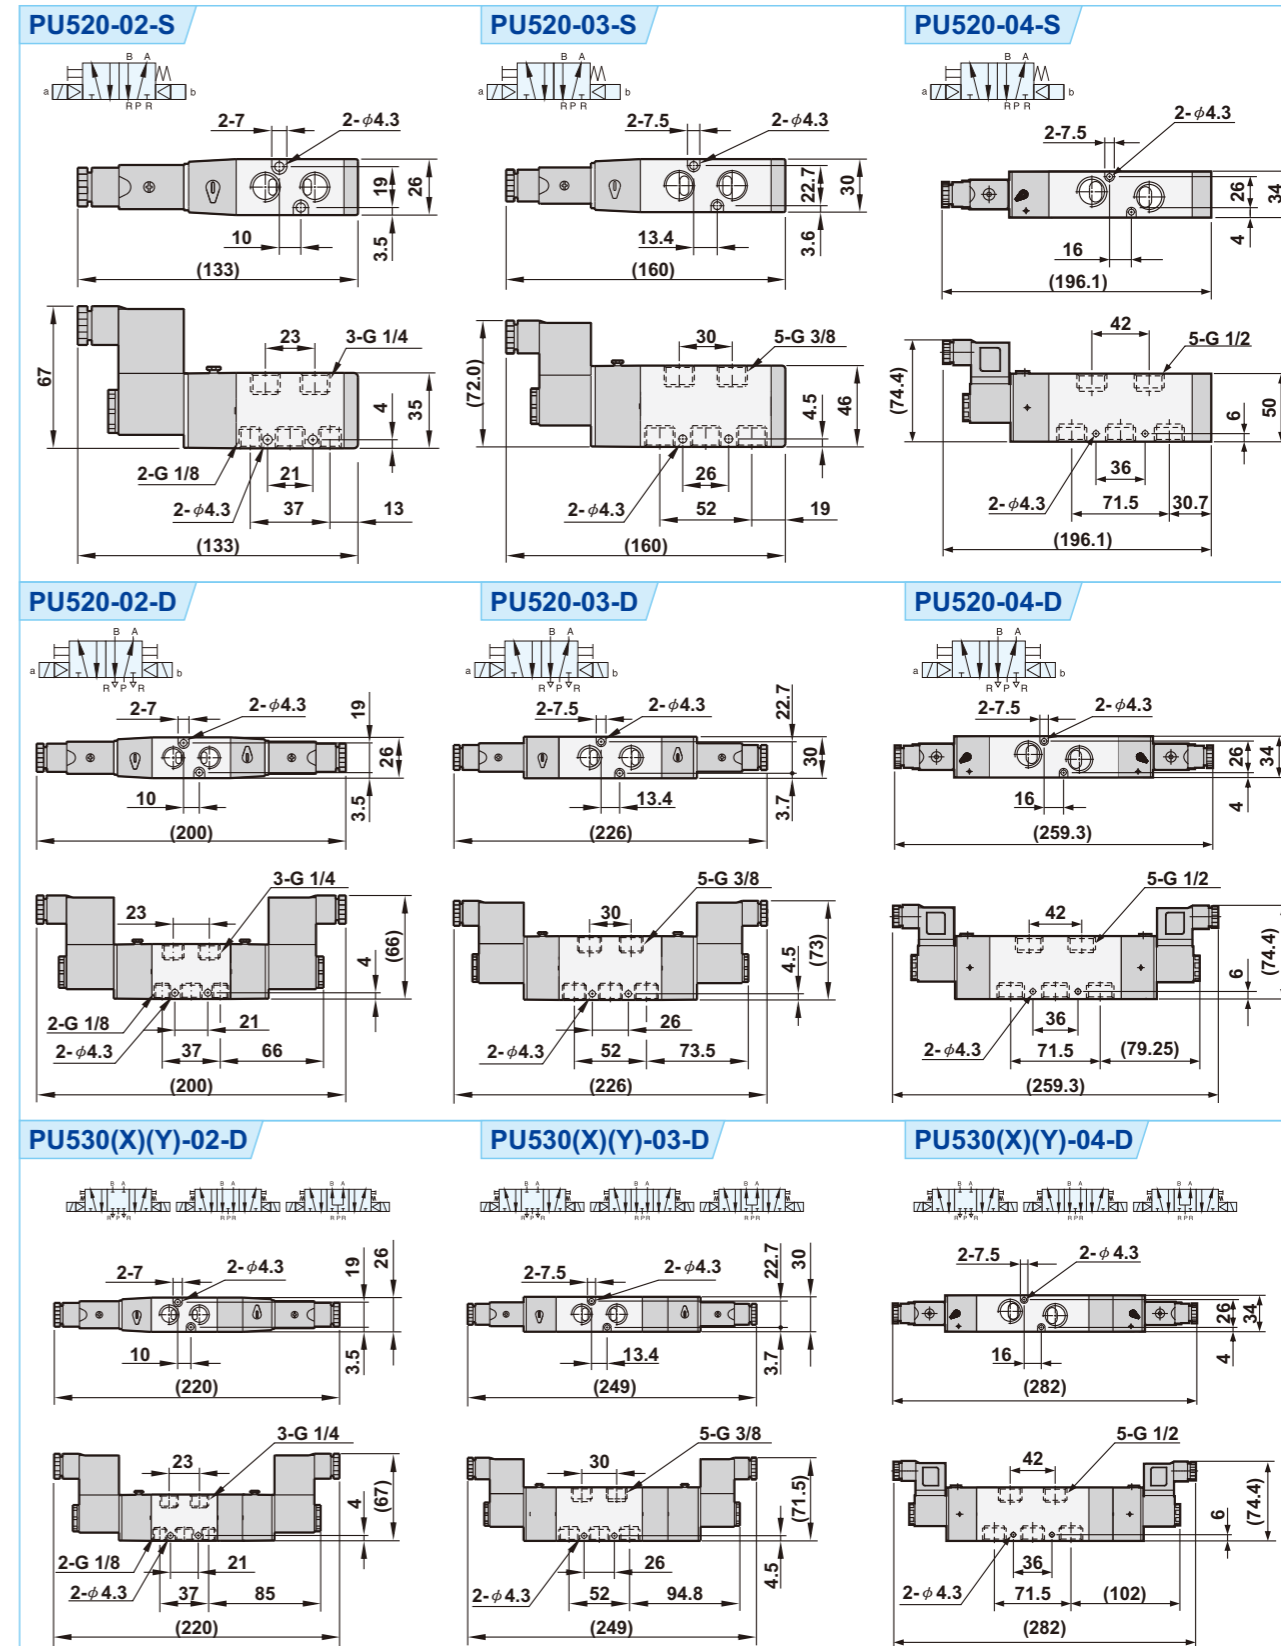 PU520-02-S
PU520-03-S
PU520-04-S
B A
a b
R P R
B A
a b
R P R
B A
a b
R P R
2-7
2-ϕ4.3
19
26
10
3.5
(133)
2-7.5
2-ϕ4.3
22.7
30
13.4
3.6
(160)
2-7.5
2-ϕ4.3
26
34
16
4
(196.1)
67
23
3-G 1/4
4
35
2-G 1/8
21
2-ϕ4.3
37
13
(133)
(72.0)
30
5-G 3/8
4.5
46
26
2-ϕ4.3
52
19
(160)
(74.4)
42
5-G 1/2
6
50
36
2-ϕ4.3
71.5
30.7
(196.1)
PU520-02-D
PU520-03-D
PU520-04-D
B A
a b
R P R
B A
a b
R P R
B A
a b
R P R
2-7
2-ϕ4.3
19
26
10
3.5
(200)
2-7.5
2-ϕ4.3
22.7
30
13.4
3.7
(226)
2-7.5
2-ϕ4.3
26
34
16
4
(259.3)
3-G 1/4
23
(66)
4
2-G 1/8
21
2-ϕ4.3
37
66
(200)
5-G 3/8
30
(73)
4.5
26
2-ϕ4.3
52
73.5
(226)
5-G 1/2
42
(74.4)
6
36
2-ϕ4.3
71.5
(79.25)
(259.3)
PU530(X)(Y)-02-D
PU530(X)(Y)-03-D
PU530(X)(Y)-04-D
B A
R P R
B A
R P R
B A
R P R
B A
R P R
B A
R P R
B A
R P R
B A
R P R
B A
R P R
B A
R P R
2-7
2-ϕ4.3
19
26
10
3.5
(220)
2-7.5
2-ϕ4.3
22.7
30
13.4
3.7
(249)
2-7.5
2-ϕ4.3
26
34
16
4
(282)
3-G 1/4
23
(67)
4
2-G 1/8
21
2-ϕ4.3
37
85
(220)
5-G 3/8
30
(71.5)
4.5
26
2-ϕ4.3
52
94.8
(249)
5-G 1/2
42
(74.4)
6
36
2-ϕ4.3
71.5
(102)
(282)